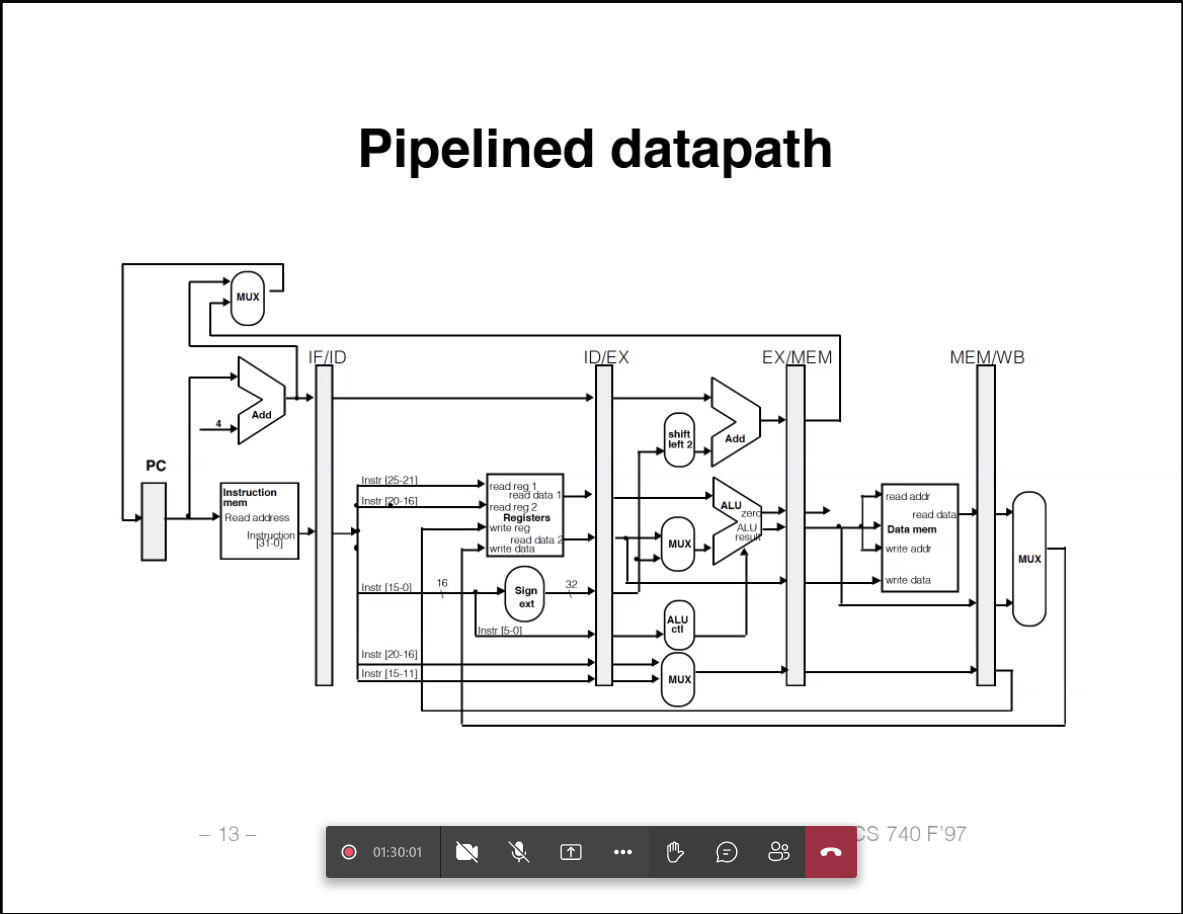 Pipelined datapath
MUX
IF/ID
ID/EX
EX/MEM
MEM/WB
Add
4
shift
left 2
Add
PC
Instruction
mem
Read address
Instruction
[31-0]
Instr [25-21]
Instr [20-16]
read reg 1
read data 1
read reg 2
Registers
write reg
read data 2
write data
ALU
zero
ALU
result
MUX
read addr
read data
Data mem
write addr
write data
MUX
Instr [15-0]
16
Sign
ext
32
Instr [5-0]
ALU
ctl
Instr [20-16]
Instr [15-11]
MUX
– 13 –
CS 740 F'97
01:30:01